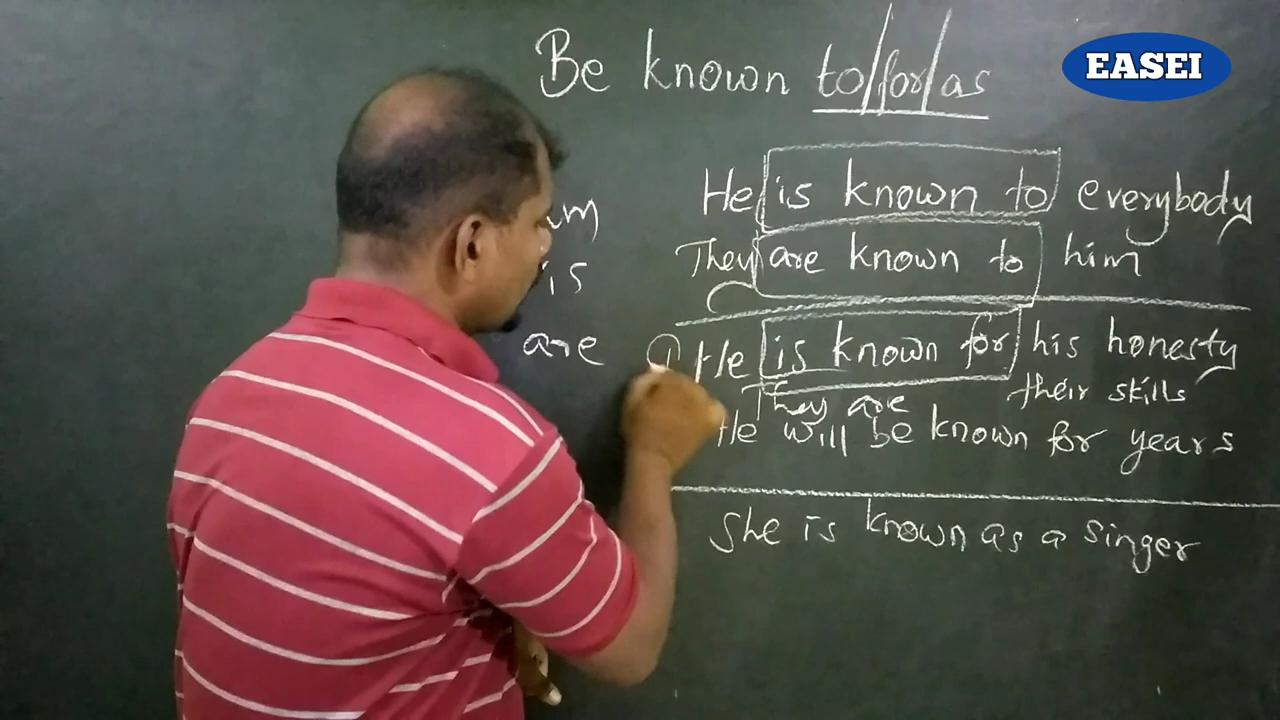 Be known to/for/as
EASEI
He is known to everybody
is
They are known to him
are
① He is known for his honesty
They are their skills
He will be known for years
She is known as a singer